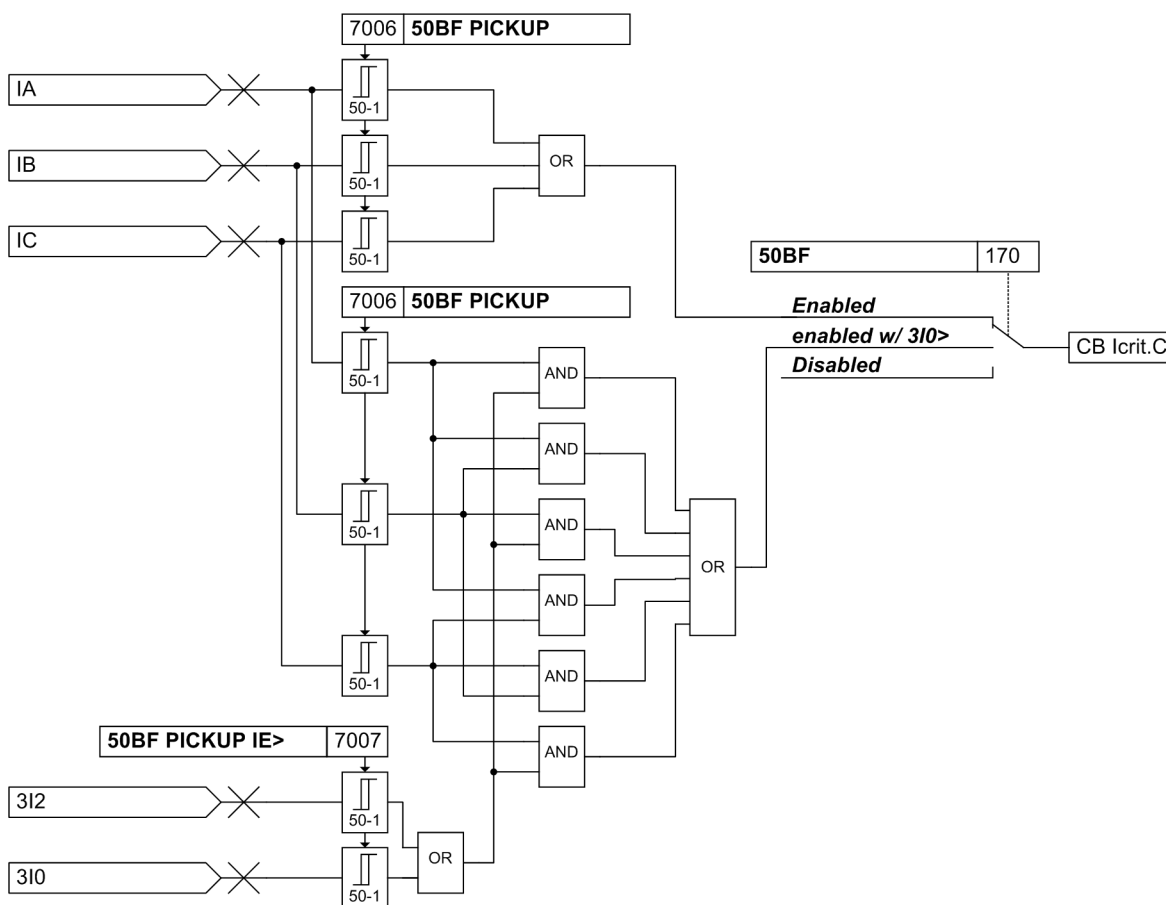 7006 50BF PICKUP
IA
50-1
IB
50-1
OR
IC
50-1
50BF 170
7006 50BF PICKUP
Enabled
enabled w/ 3I0>
CB Icrit.C
Disabled
50-1
AND
AND
50-1
AND
OR
AND
50-1
AND
50BF PICKUP IE> 7007
AND
3I2
50-1
OR
3I0
50-1